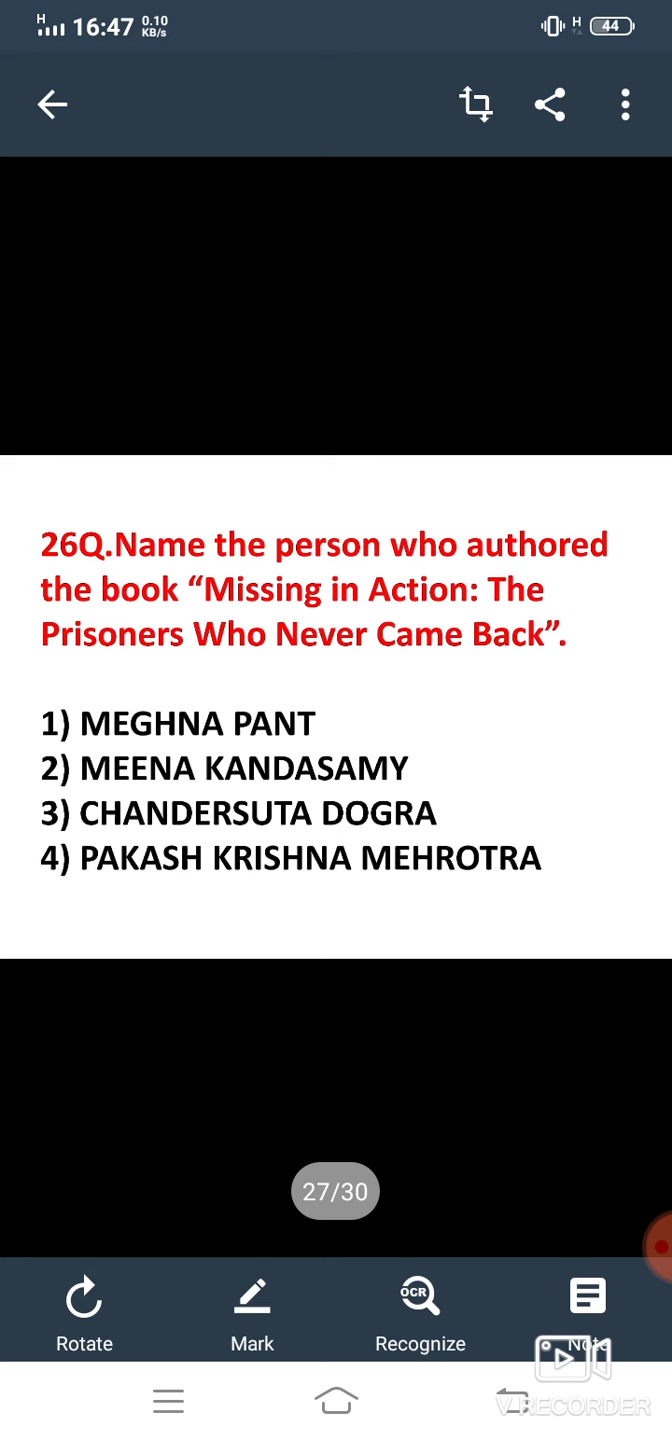 H 16:47 0.10
KB/s H 44
26Q.Name the person who authored
the book “Missing in Action: The
Prisoners Who Never Came Back”.
1) MEGHNA PANT
2) MEENA KANDASAMY
3) CHANDERSUTA DOGRA
4) PAKASH KRISHNA MEHROTRA
27/30
OCR
Rotate Mark Recognize Note
V RECORDER